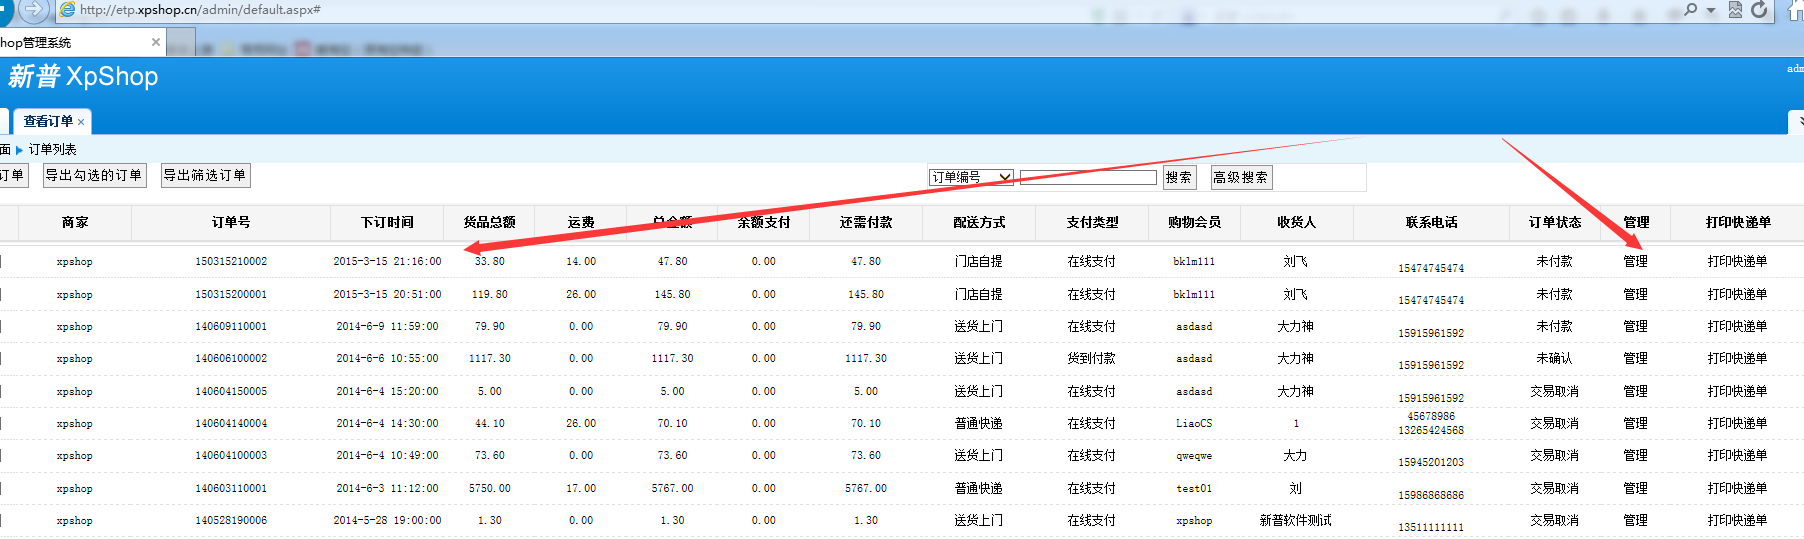 http://etp.xpshop.cn/admin/default.aspx#
hop管理系统 ×
新普 XpShop
adm
查看订单 ×
面 ▶ 订单列表
订单 导出勾选的订单 导出筛选订单 订单编号 搜索 高级搜索
商家 订单号 下订时间 货品总额 运费 总金额 余额支付 还需付款 配送方式 支付类型 购物会员 收货人 联系电话 订单状态 管理 打印快递单
xpshop 150315210002 2015-3-15 21:16:00 33.80 14.00 47.80 0.00 47.80 门店自提 在线支付 bklm111 刘飞 15474745474 未付款 管理 打印快递单
xpshop 150315200001 2015-3-15 20:51:00 119.80 26.00 145.80 0.00 145.80 门店自提 在线支付 bklm111 刘飞 15474745474 未付款 管理 打印快递单
xpshop 140609110001 2014-6-9 11:59:00 79.90 0.00 79.90 0.00 79.90 送货上门 在线支付 asdasd 大力神 15915961592 未付款 管理 打印快递单
xpshop 140606100002 2014-6-6 10:55:00 1117.30 0.00 1117.30 0.00 1117.30 送货上门 货到付款 asdasd 大力神 15915961592 未确认 管理 打印快递单
xpshop 140604150005 2014-6-4 15:20:00 5.00 0.00 5.00 0.00 5.00 送货上门 在线支付 asdasd 大力神 15915961592 交易取消 管理 打印快递单
xpshop 140604140004 2014-6-4 14:30:00 44.10 26.00 70.10 0.00 70.10 普通快递 在线支付 LiaoCS 1 45678986 13265424568 交易取消 管理 打印快递单
xpshop 140604100003 2014-6-4 10:49:00 73.60 0.00 73.60 0.00 73.60 送货上门 在线支付 qweqwe 大力 15945201203 交易取消 管理 打印快递单
xpshop 140603110001 2014-6-3 11:12:00 5750.00 17.00 5767.00 0.00 5767.00 普通快递 在线支付 test01 刘 15986868686 交易取消 管理 打印快递单
xpshop 140528190006 2014-5-28 19:00:00 1.30 0.00 1.30 0.00 1.30 送货上门 在线支付 xpshop 新普软件测试 13511111111 交易取消 管理 打印快递单